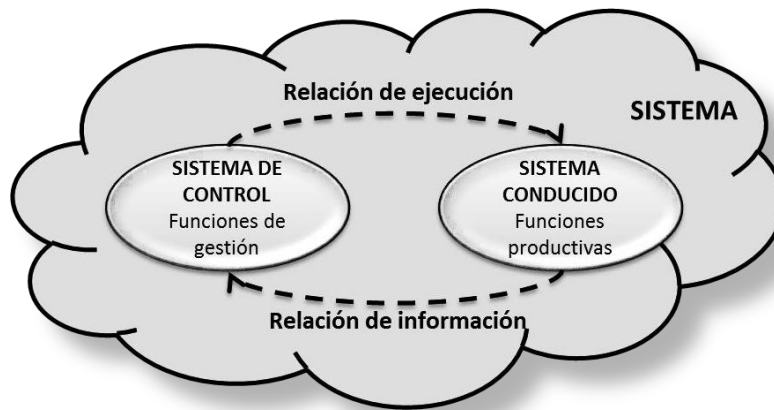 Relación de ejecución
SISTEMA
SISTEMA DE
CONTROL
Funciones de
gestión
SISTEMA
CONDUCIDO
Funciones
productivas
Relación de información